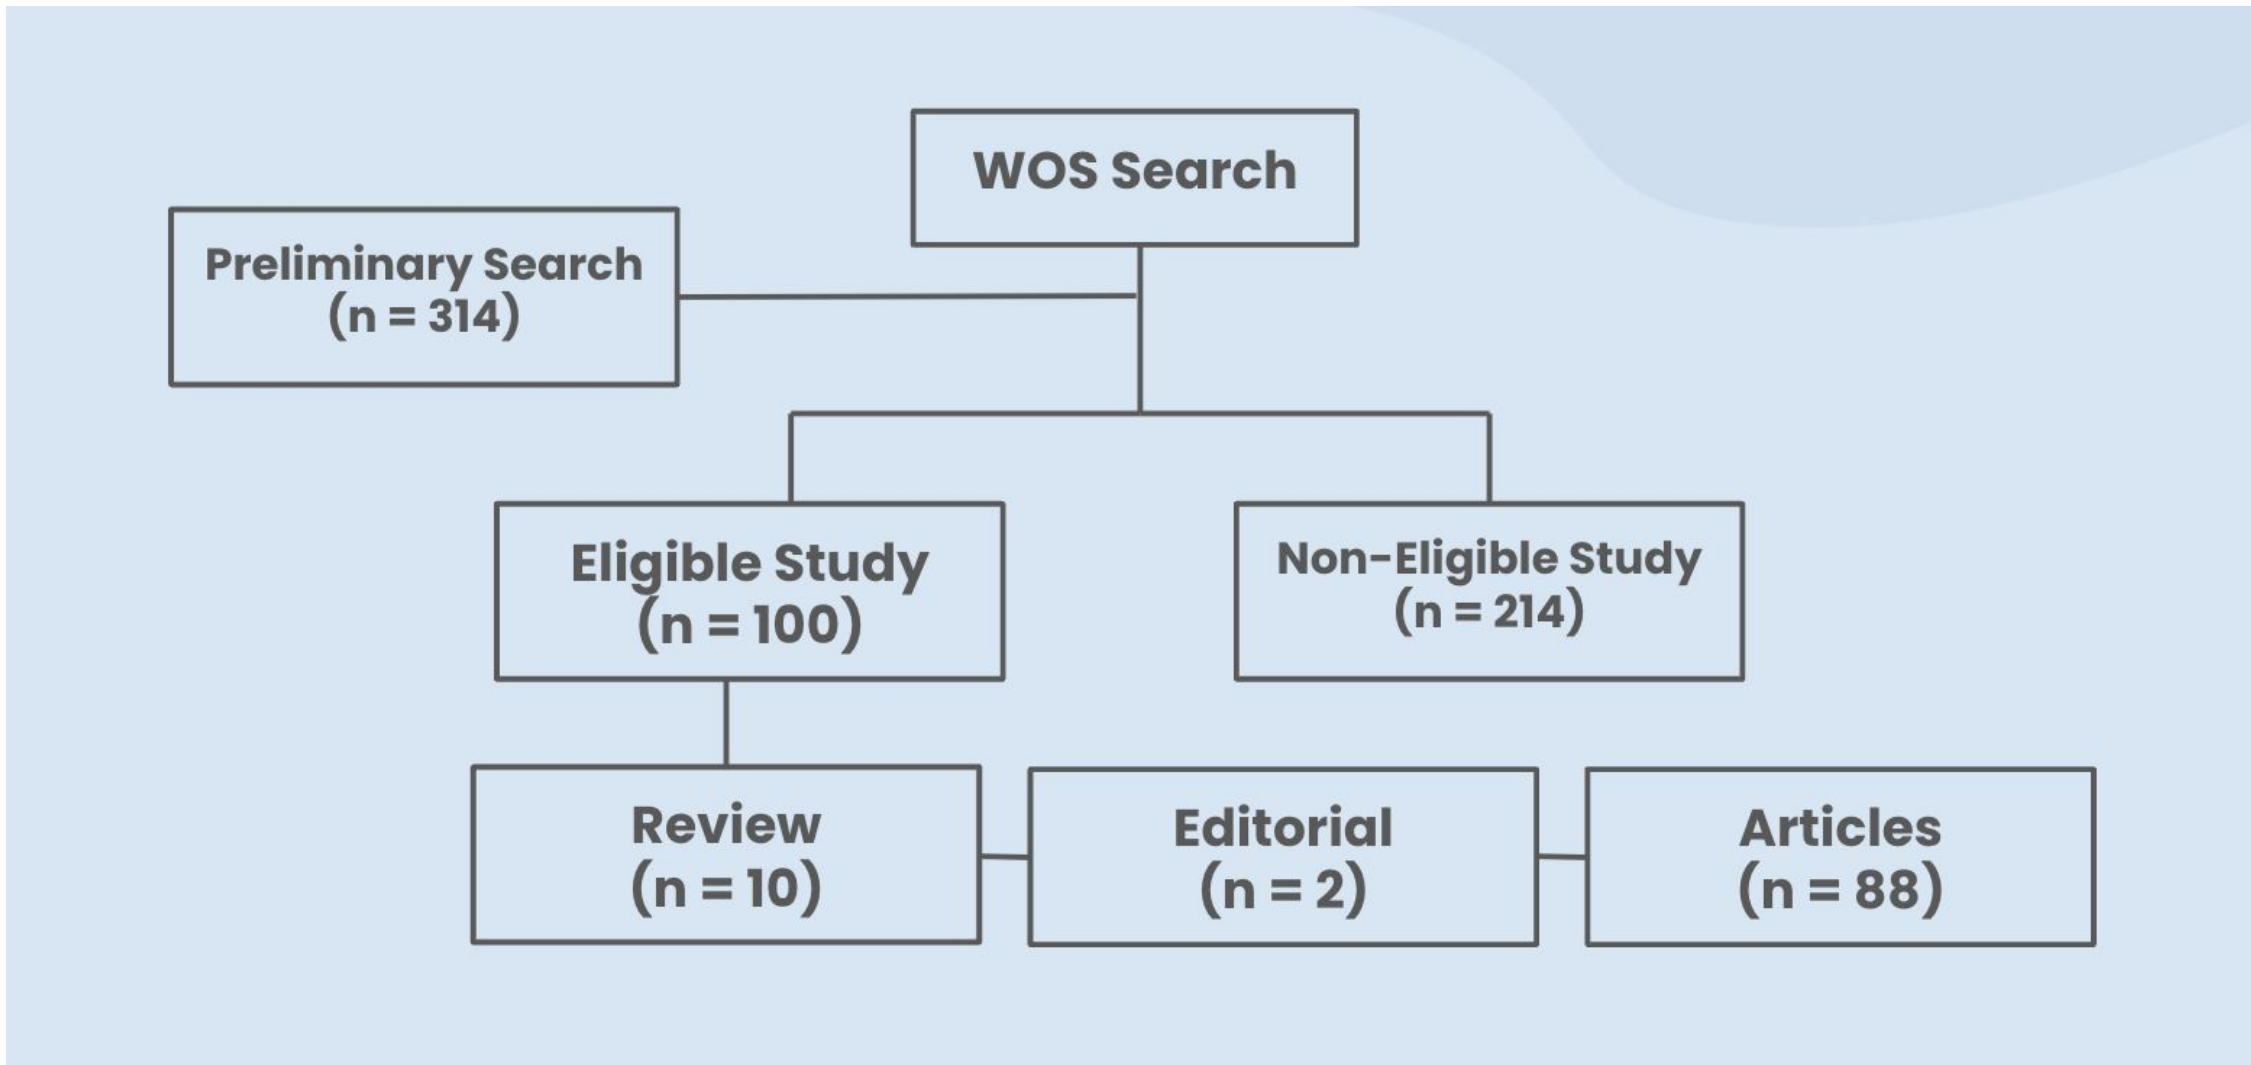 WOS Search
Preliminary Search
(n = 314)
Eligible Study
(n = 100)
Non-Eligible Study
(n = 214)
Review
(n = 10)
Editorial
(n = 2)
Articles
(n = 88)